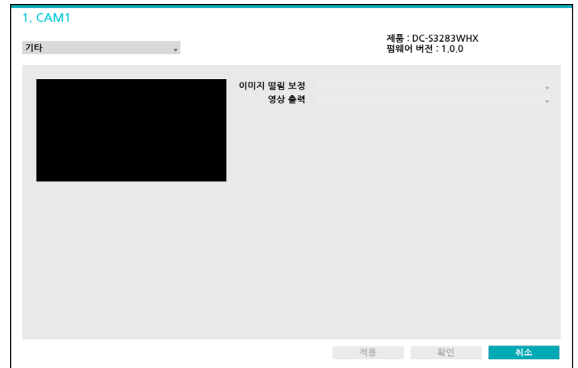 1. CAM1
기타
제품 : DC-S3283WHX
펌웨어 버전 : 1.0.0
이미지 떨림 보정
영상 출력
적용
확인
취소